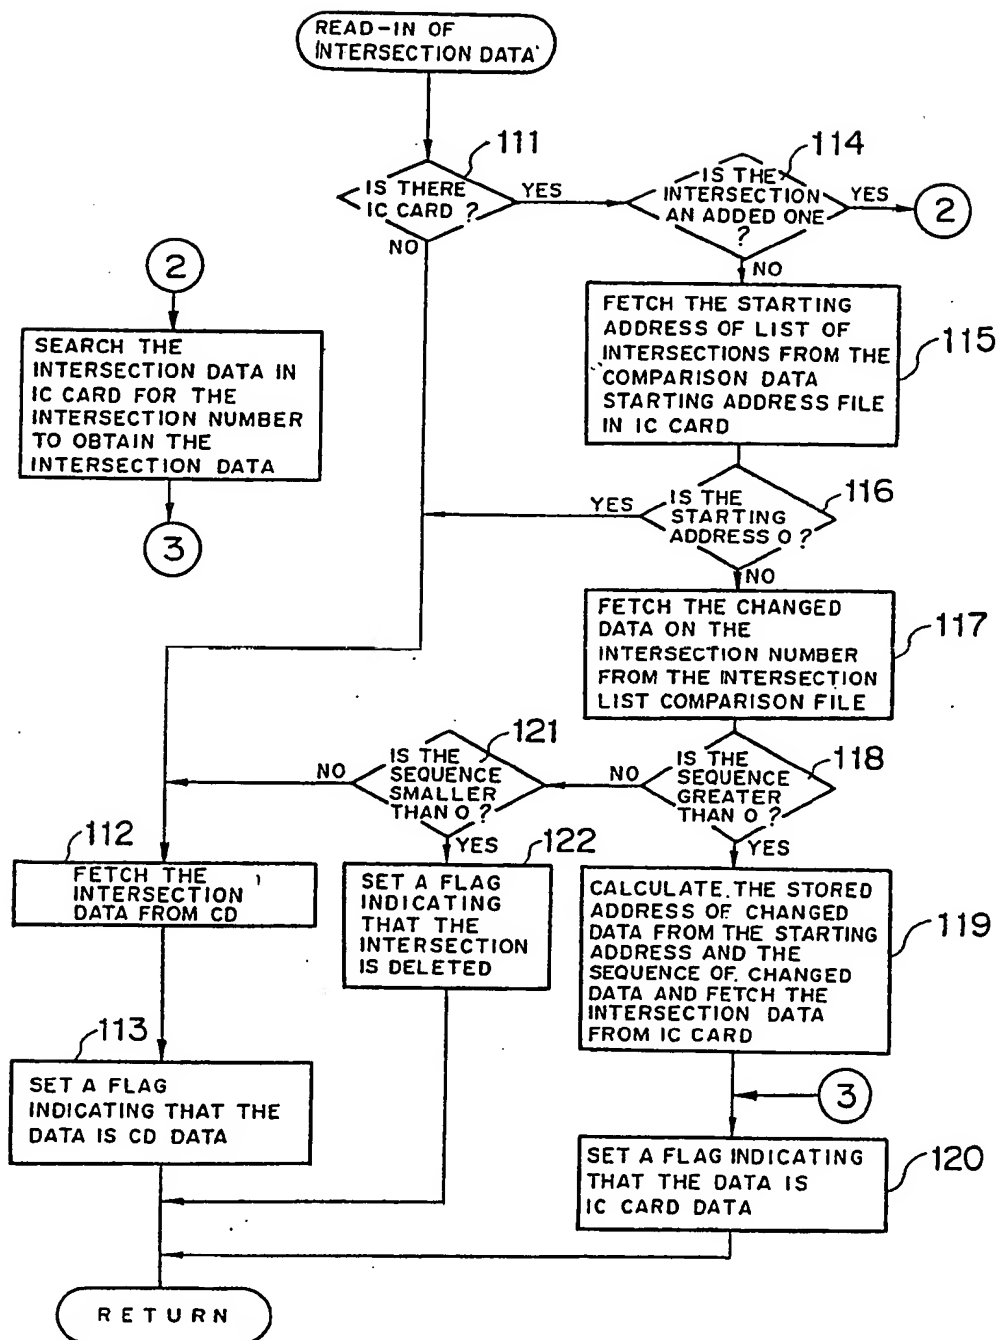 READ-IN OF
INTERSECTION DATA
111
IS THERE
IC CARD ?
YES
NO
114
IS THE
INTERSECTION
AN ADDED ONE
?
YES
2
NO
2
SEARCH THE
INTERSECTION DATA IN
IC CARD FOR THE
INTERSECTION NUMBER
TO OBTAIN THE
INTERSECTION DATA
3
FETCH THE STARTING
ADDRESS OF LIST OF
INTERSECTIONS FROM THE
COMPARISON DATA
STARTING ADDRESS FILE
IN IC CARD
115
IS THE
STARTING
ADDRESS 0 ?
116
YES
NO
FETCH THE CHANGED
DATA ON THE
INTERSECTION NUMBER
FROM THE INTERSECTION
LIST COMPARISON FILE
117
IS THE
SEQUENCE
GREATER
THAN 0 ?
118
NO
YES
IS THE
SEQUENCE
SMALLER
THAN 0 ?
121
NO
YES
112
FETCH THE
INTERSECTION
DATA FROM CD
122
SET A FLAG
INDICATING
THAT THE
INTERSECTION
IS DELETED
CALCULATE THE STORED
ADDRESS OF CHANGED
DATA FROM THE STARTING
ADDRESS AND THE
SEQUENCE OF CHANGED
DATA AND FETCH THE
INTERSECTION DATA
FROM IC CARD
119
113
SET A FLAG
INDICATING THAT THE
DATA IS CD DATA
3
SET A FLAG INDICATING
THAT THE DATA IS
IC CARD DATA
120
RETURN